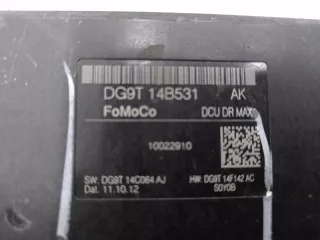 DG9T 14B531 AK
FoMoCo DCU DR MAX
10022910
SW: DG9T 14C064 AJ HW: DG9T 14F142 AC
Dat. 11.10.12 S0Y0B